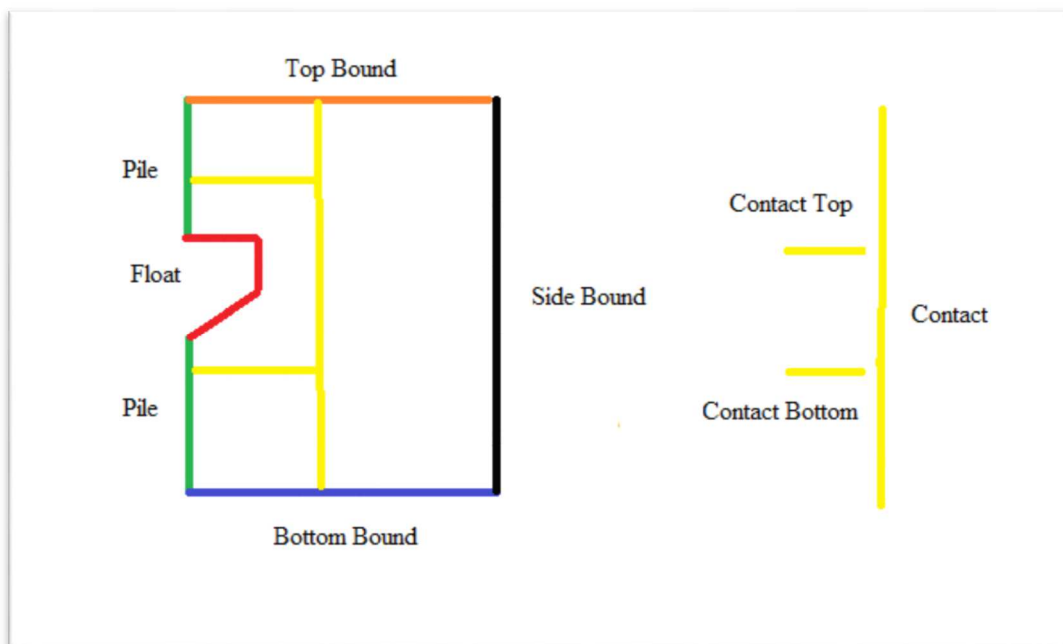 Top Bound
Pile
Contact Top
Float
Side Bound
Contact
Pile
Contact Bottom
Bottom Bound